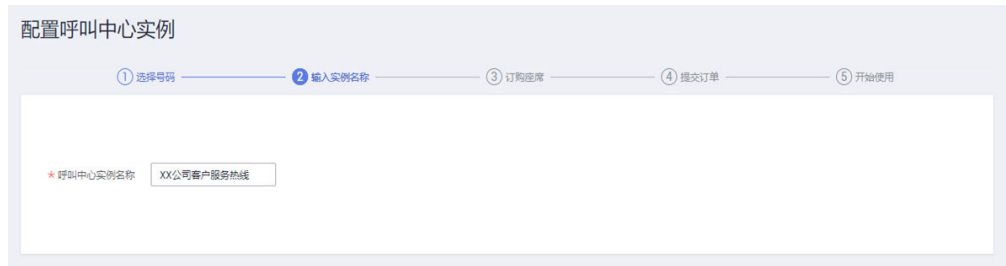 配置呼叫中心实例
1 选择号码 2 输入实例名称 3 订购座席 4 提交订单 5 开始使用
* 呼叫中心实例名称 XX公司客户服务热线